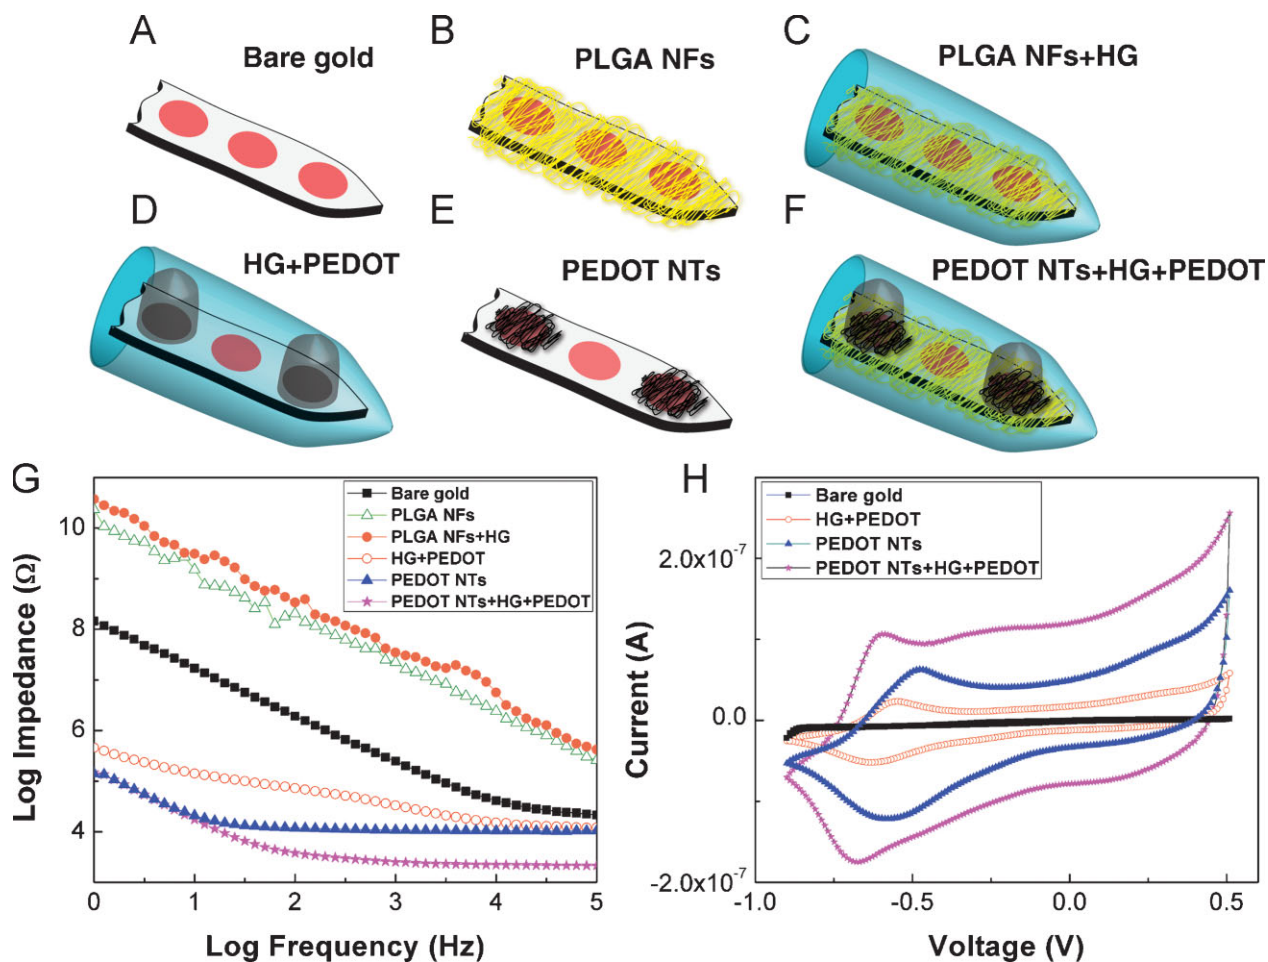 A
Bare gold
B
PLGA NFs
C
PLGA NFs+HG
D
HG+PEDOT
E
PEDOT NTs
F
PEDOT NTs+HG+PEDOT
G
Bare gold
PLGA NFs
PLGA NFs+HG
HG+PEDOT
PEDOT NTs
PEDOT NTs+HG+PEDOT
Log Impedance (Ω)
10
8
6
4
0 1 2 3 4 5
Log Frequency (Hz)
H
Bare gold
HG+PEDOT
PEDOT NTs
PEDOT NTs+HG+PEDOT
Current (A)
2.0x10⁻⁷
0.0
-2.0x10⁻⁷
-1.0 -0.5 0.0 0.5
Voltage (V)